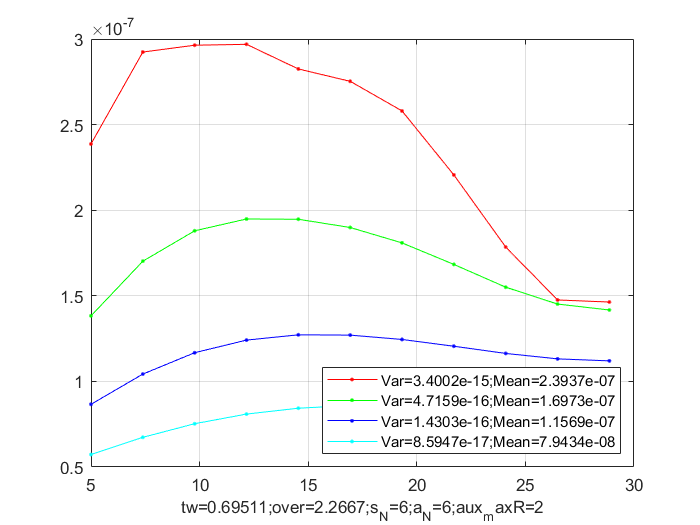 ×10-7
3
2.5
2
1.5
1
0.5
5 10 15 20 25 30
Var=3.4002e-15;Mean=2.3937e-07
Var=4.7159e-16;Mean=1.6973e-07
Var=1.4303e-16;Mean=1.1569e-07
Var=8.5947e-17;Mean=7.9434e-08
tw=0.69511;over=2.2667;sN=6;aN=6;auxmaxR=2